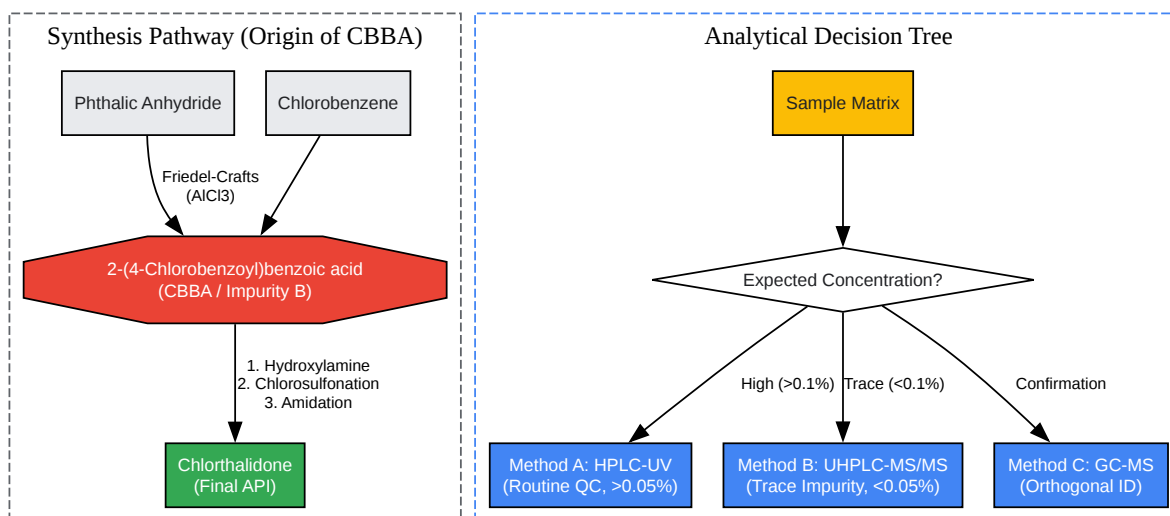 Synthesis Pathway (Origin of CBBA)
Phthalic Anhydride
Chlorobenzene
Friedel-Crafts
(AlCl3)
2-(4-Chlorobenzoyl)benzoic acid
(CBBA / Impurity B)
1. Hydroxylamine
2. Chlorosulfonation
3. Amidation
Chlorthalidone
(Final API)
Analytical Decision Tree
Sample Matrix
Expected Concentration?
High (>0.1%)
Trace (<0.1%)
Confirmation
Method A: HPLC-UV
(Routine QC, >0.05%)
Method B: UHPLC-MS/MS
(Trace Impurity, <0.05%)
Method C: GC-MS
(Orthogonal ID)